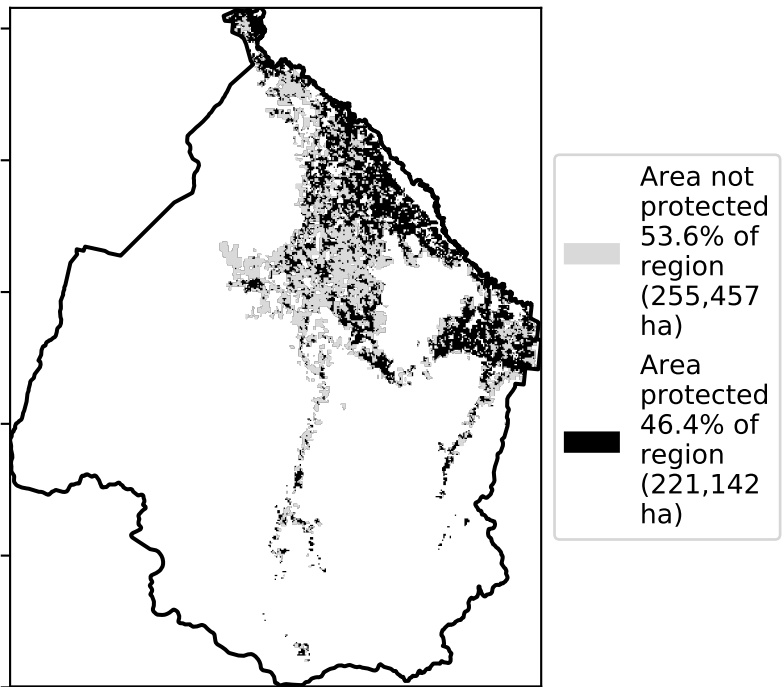 Area not
protected
53.6% of
region
(255,457
ha)
Area
protected
46.4% of
region
(221,142
ha)